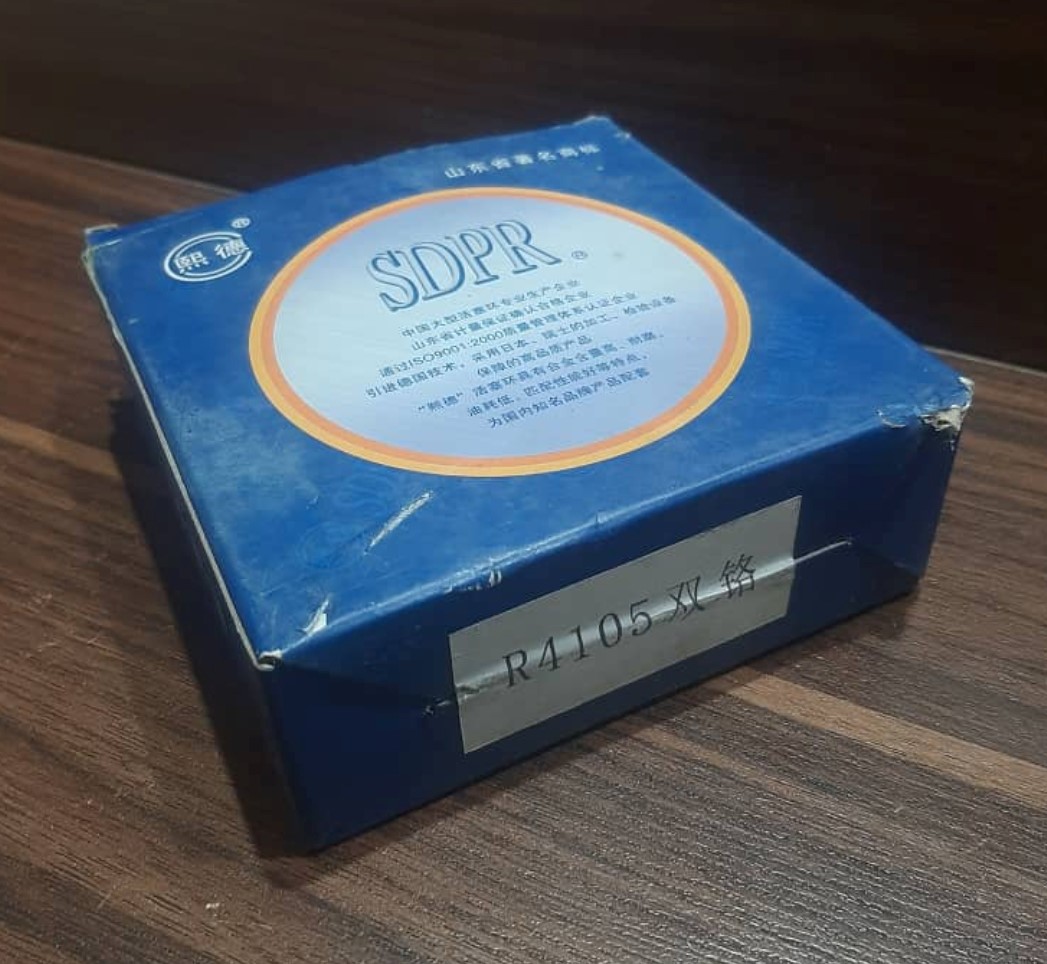 山东省著名商标
熙德®
SDPR®
中国大型活塞环专业生产企业
山东省计量保证确认合格企业
通过ISO9001:2000质量管理体系认证企业
引进德国技术，采用日本、瑞士的加工、检验设备
保障的高品质产品
“熙德”活塞环具有合金含量高、耐磨，
油耗低、匹配性能好等特点，
为国内知名品牌产品配套
R4105双铬